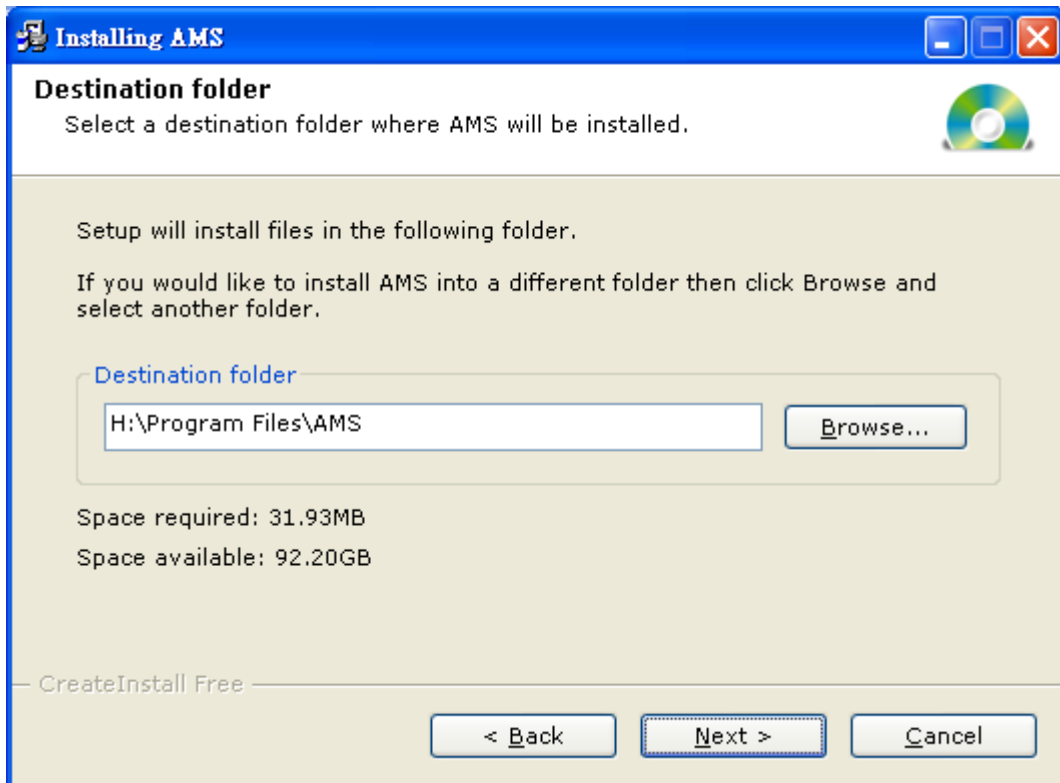 Installing AMS
Destination folder
Select a destination folder where AMS will be installed.
Setup will install files in the following folder.
If you would like to install AMS into a different folder then click Browse and
select another folder.
Destination folder
H:\Program Files\AMS
Browse...
Space required: 31.93MB
Space available: 92.20GB
CreateInstall Free
< Back
Next >
Cancel